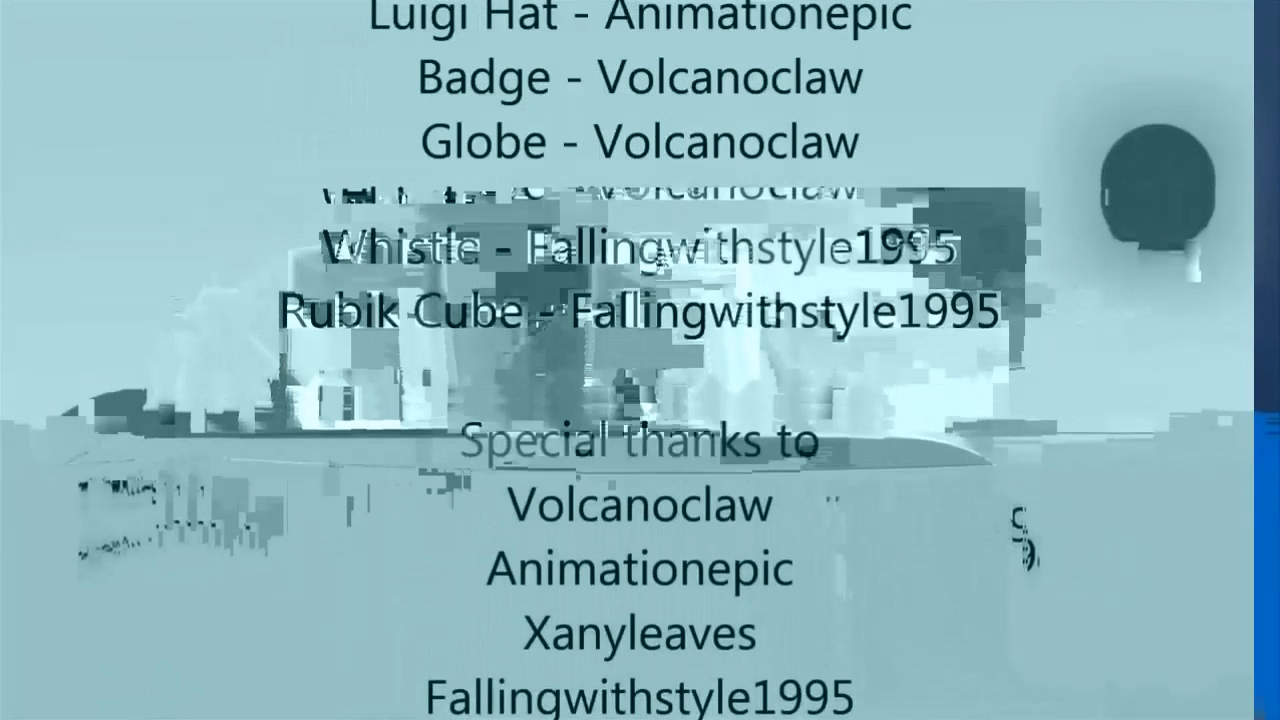 Luigi Hat - Animationepic
Badge - Volcanoclaw
Globe - Volcanoclaw
- Volcanoclaw
Whistle - Fallingwithstyle1995
Rubik Cube - Fallingwithstyle1995
Special thanks to
Volcanoclaw
Animationepic
Xanyleaves
Fallingwithstyle1995